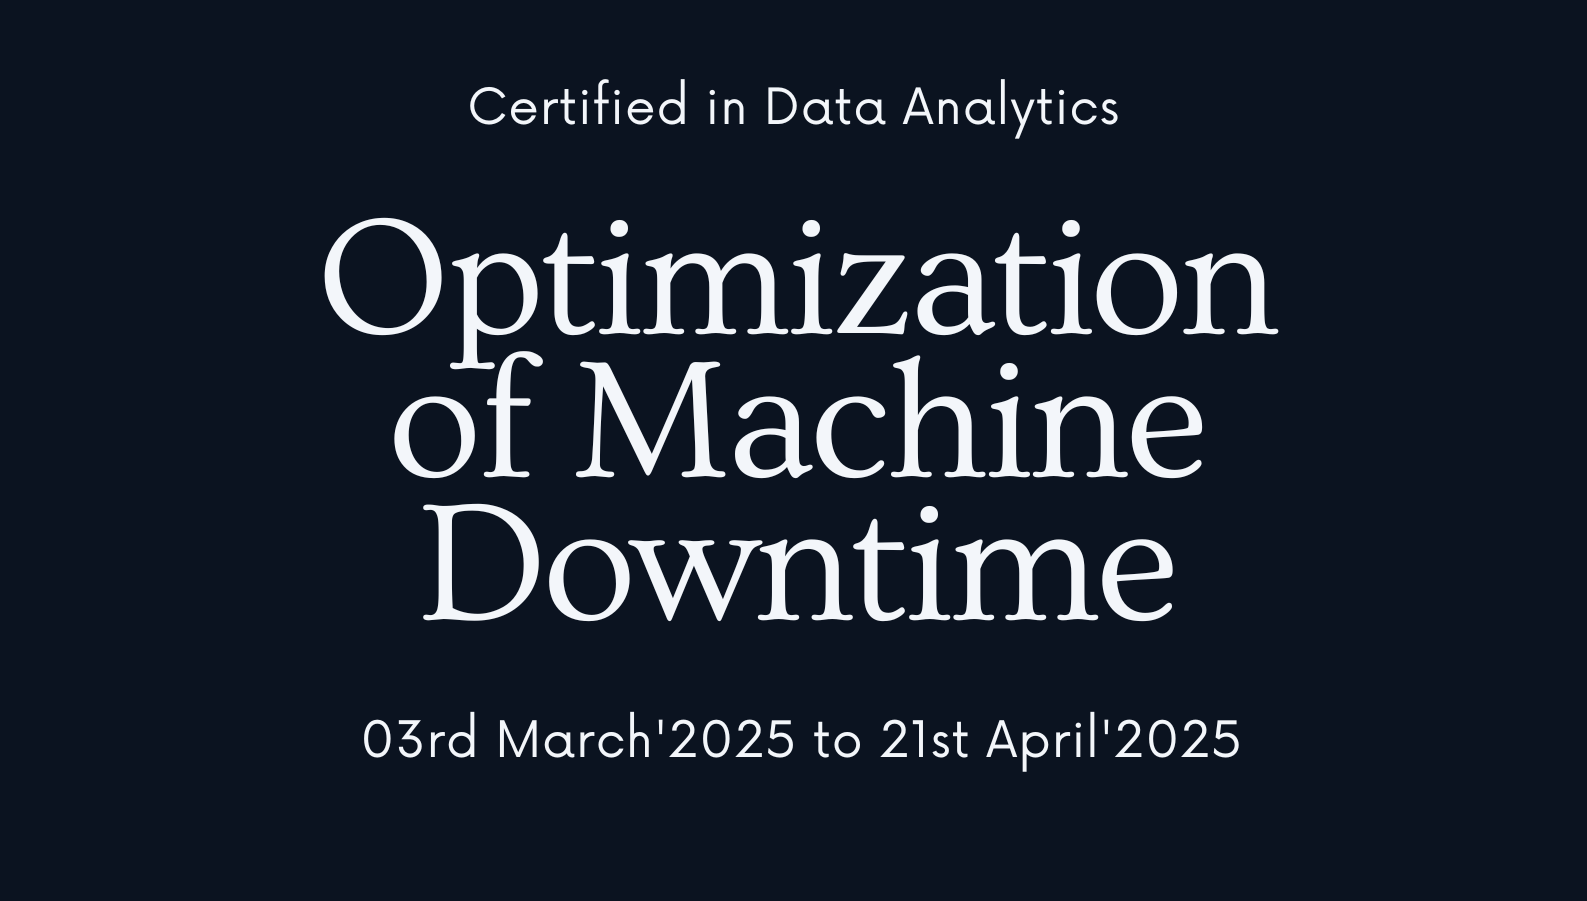 Certified in Data Analytics
Optimization
of Machine
Downtime
03rd March'2025 to 21st April'2025